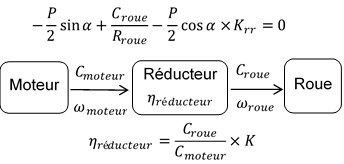 −P/2 sin α + C_roue/R_roue − P/2 cos α × K_rr = 0
Moteur
C_moteur
ω_moteur
Réducteur
η_réducteur
C_roue
ω_roue
Roue
η_réducteur = C_roue/C_moteur × K